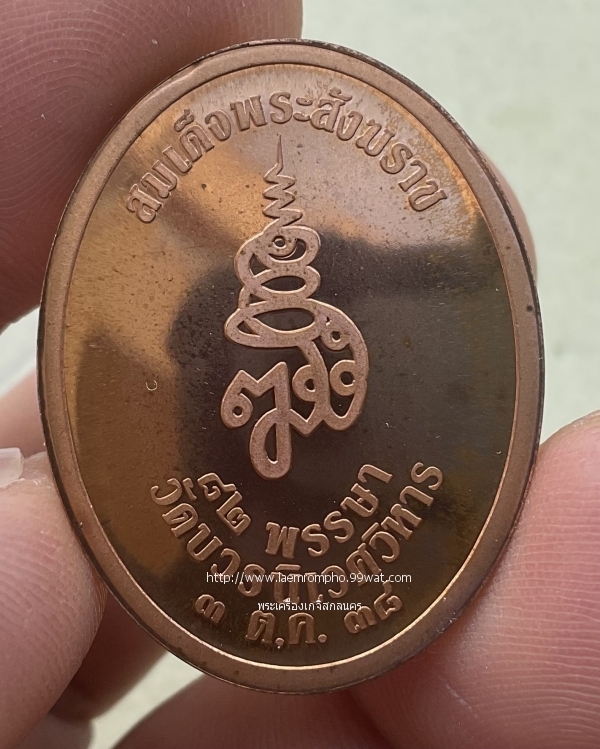 สมเด็จพระสังฆราช
๘๒ พรรษา
วัดบวรนิเวศวิหาร
http://www.laemrompho.99wat.com
พระเครื่องเกจิสกลนคร
๓ ต.ค. ๓๘